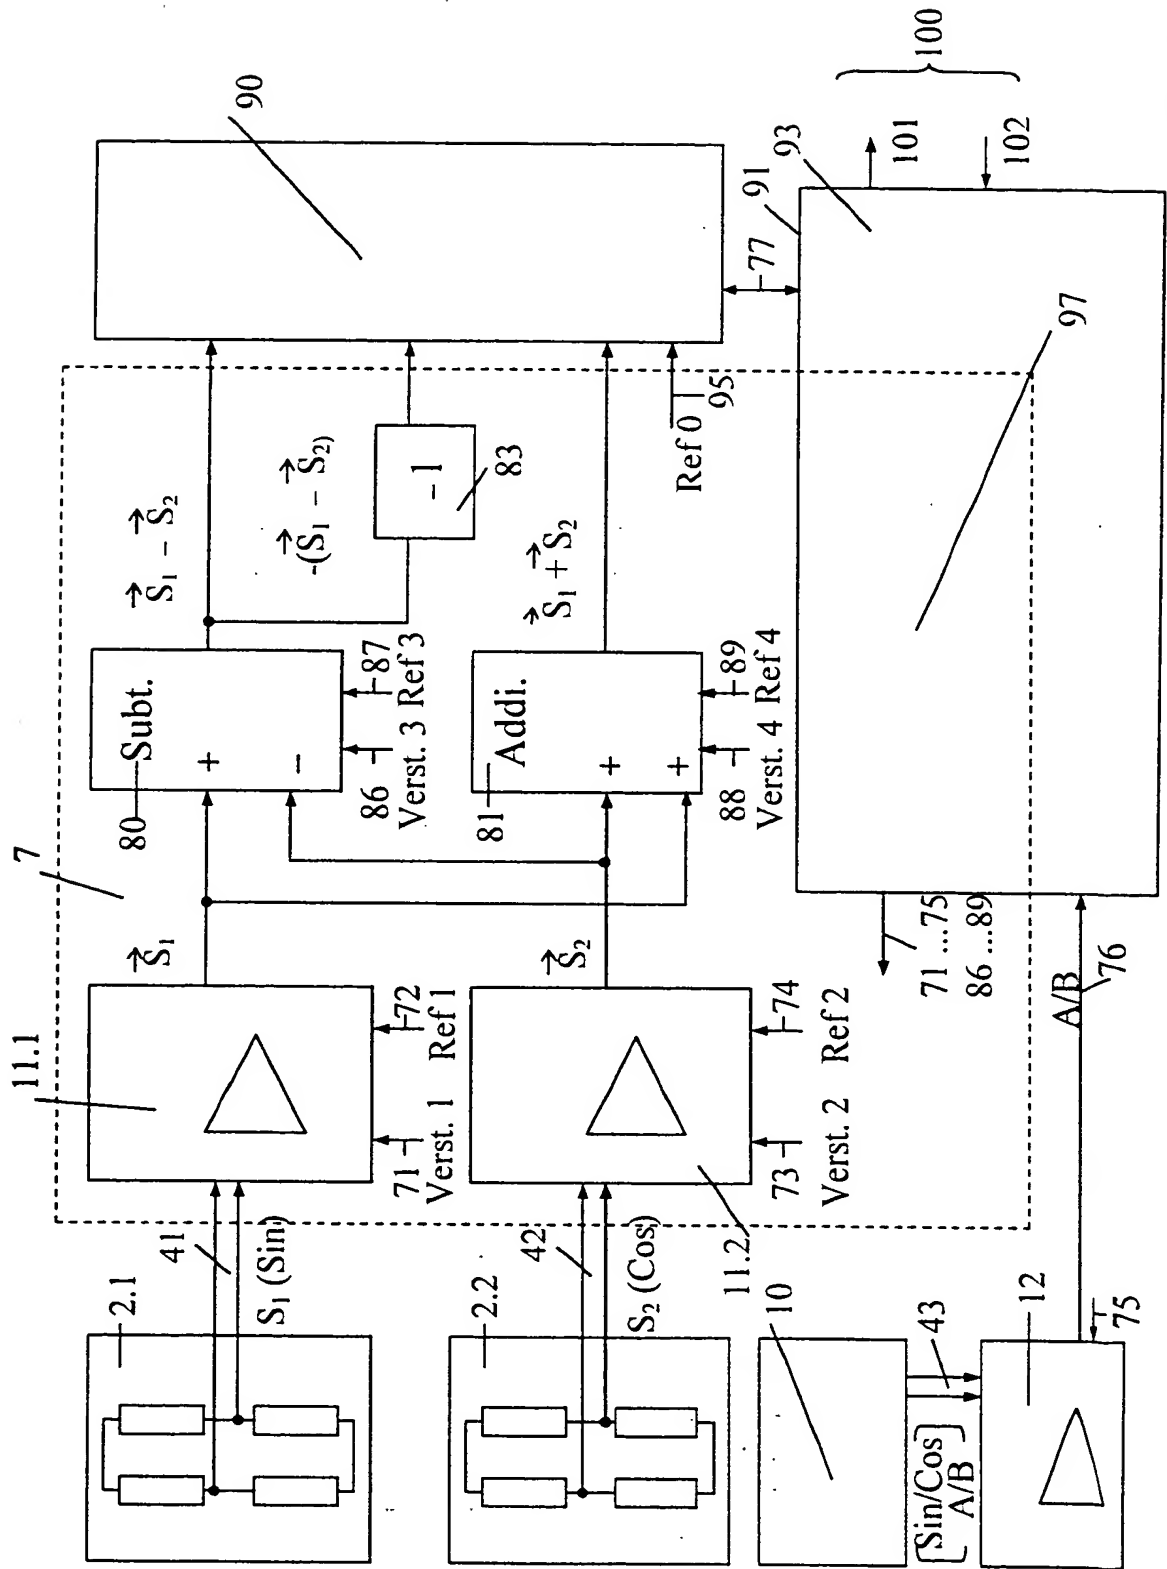 2.1
41
S₁ (Sin)
11.1
71
Verst. 1
72
Ref 1
S₁
7
80
Subt.
+
-
86
Verst. 3
87
Ref 3
S₁ - S₂
-(S₁ - S₂)
-1
83
90
2.2
42
S₂ (Cos)
11.2
73
Verst. 2
74
Ref 2
S₂
81
Addi.
+
+
88
Verst. 4
89
Ref 4
S₁ + S₂
Ref 0
95
77
91
93
10
Sin/Cos
A/B
43
12
75
A/B
76
71 ...75
86 ...89
97
101
102
100